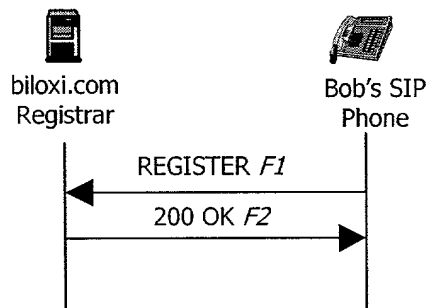 biloxi.com
Registrar
Bob's SIP
Phone
REGISTER F1
200 OK F2